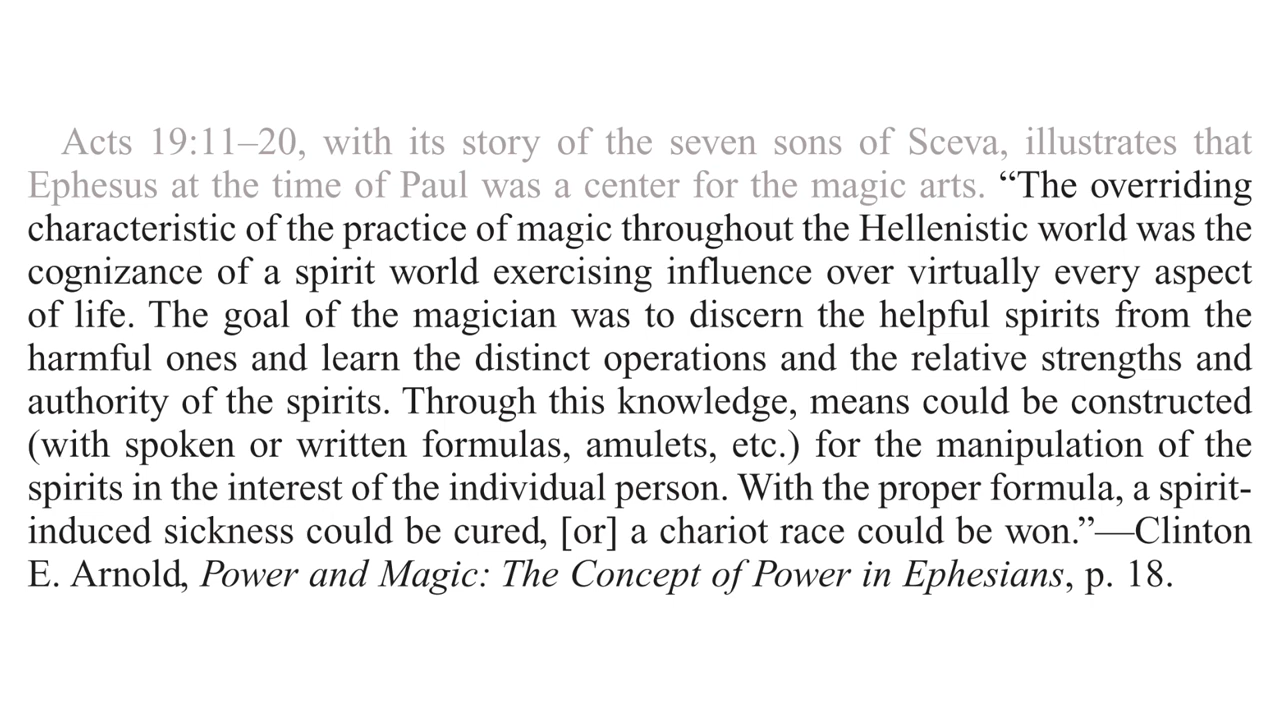 Acts 19:11–20, with its story of the seven sons of Sceva, illustrates that
Ephesus at the time of Paul was a center for the magic arts. “The overriding
characteristic of the practice of magic throughout the Hellenistic world was the
cognizance of a spirit world exercising influence over virtually every aspect
of life. The goal of the magician was to discern the helpful spirits from the
harmful ones and learn the distinct operations and the relative strengths and
authority of the spirits. Through this knowledge, means could be constructed
(with spoken or written formulas, amulets, etc.) for the manipulation of the
spirits in the interest of the individual person. With the proper formula, a spirit-
induced sickness could be cured, [or] a chariot race could be won.”—Clinton
E. Arnold, Power and Magic: The Concept of Power in Ephesians, p. 18.